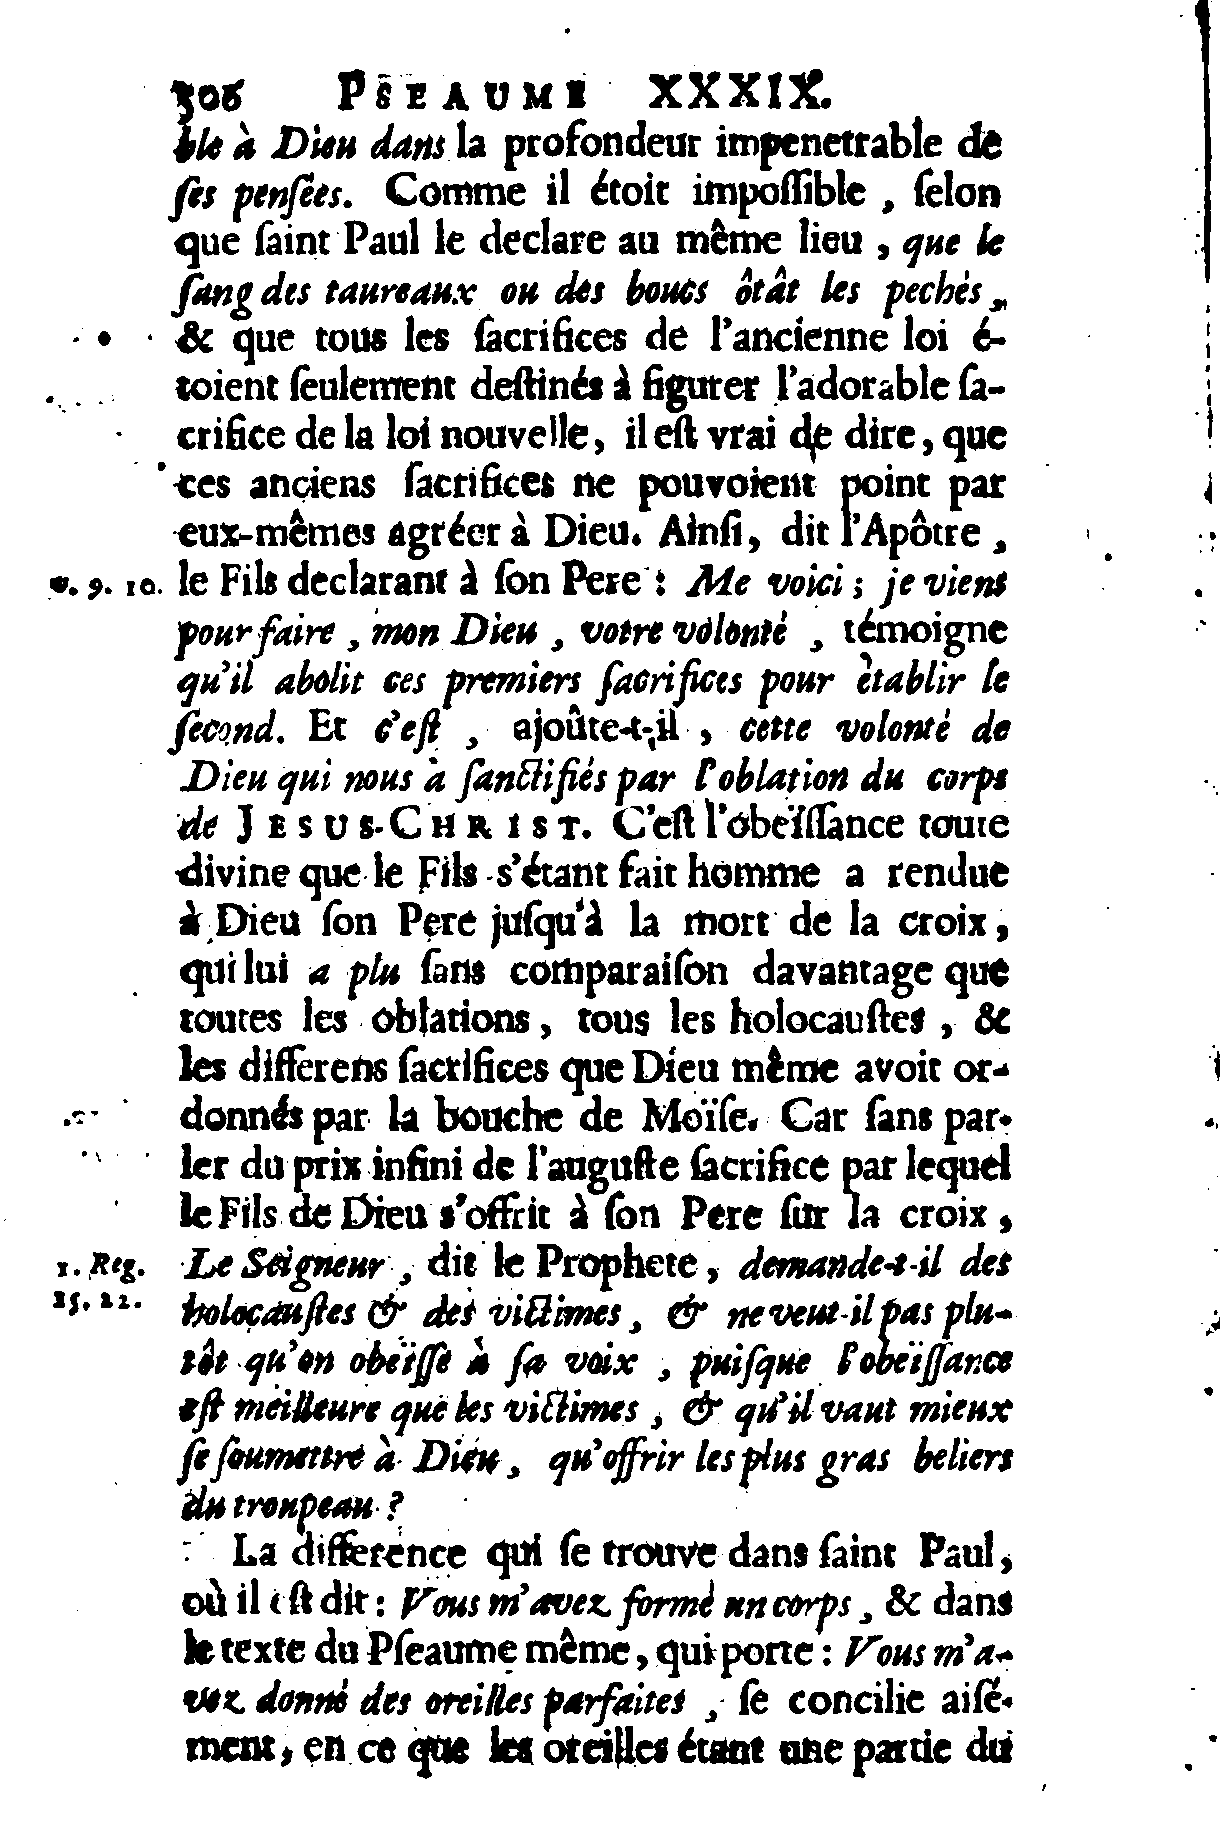 306 PSEAUME XXXIX.
ble à Dieu dans la profondeur impenetrable de
ſes penſées. Comme il étoit impoſſible, ſelon
que ſaint Paul le declare au même lieu, que le
ſang des taureaux ou des boucs ôtât les pechés,
& que tous les ſacrifices de l'ancienne loi é-
toient ſeulement deſtinés à figurer l'adorable ſa-
crifice de la loi nouvelle, il eſt vrai de dire, que
ces anciens ſacrifices ne pouvoient point par
eux-mêmes agréer à Dieu. Ainſi, dit l'Apôtre,
v. 9. 10. le Fils declarant à ſon Pere : Me voici ; je viens
pour faire, mon Dieu, votre volonté, témoigne
qu'il abolit ces premiers ſacrifices pour établir le
ſecond. Et c'eſt, ajoûte-t-il, cette volonté de
Dieu qui nous à ſanctifiés par l'oblation du corps
de JESUS-CHRIST. C'eſt l'obeïſſance toute
divine que le Fils s'étant fait homme a rendue
à Dieu ſon Pere juſqu'à la mort de la croix,
qui lui a plu ſans comparaiſon davantage que
toutes les oblations, tous les holocauſtes, &
les differens ſacrifices que Dieu même avoit or-
donnés par la bouche de Moïſe. Car ſans par-
ler du prix infini de l'auguſte ſacrifice par lequel
le Fils de Dieu s'offrit à ſon Pere ſur la croix,
1. Reg. Le Seigneur, dit le Prophete, demande-t-il des
15. 22. holocauſtes & des victimes, & ne veut-il pas plu-
tôt qu'on obeïſſe à ſa voix, puiſque l'obeïſſance
eſt meilleure que les victimes, & qu'il vaut mieux
ſe ſoumettre à Dieu, qu'offrir les plus gras beliers
du troupeau ?
La difference qui ſe trouve dans ſaint Paul,
où il eſt dit : Vous m'avez formé un corps, & dans
le texte du Pſeaume même, qui porte : Vous m'a-
vez donné des oreilles parfaites, ſe concilie aiſé-
ment, en ce que les oreilles étant une partie du